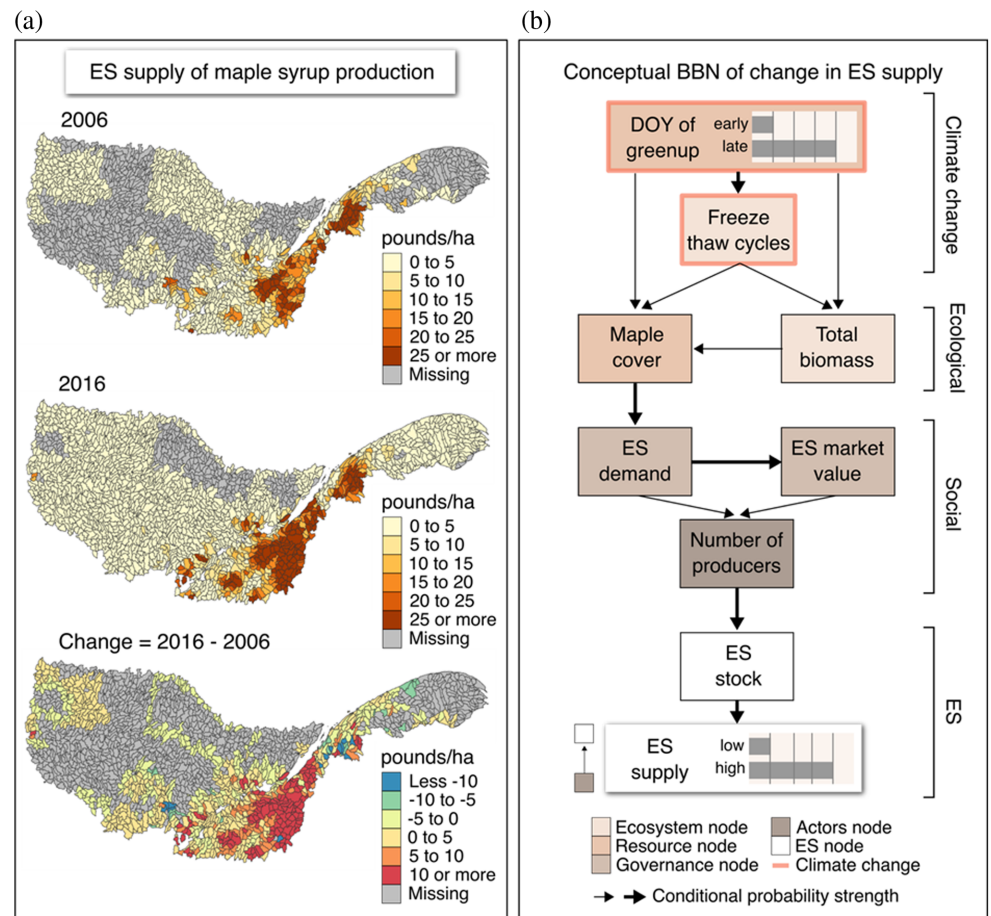 (a)
ES supply of maple syrup production
2006
pounds/ha
0 to 5
5 to 10
10 to 15
15 to 20
20 to 25
25 or more
Missing
2016
pounds/ha
0 to 5
5 to 10
10 to 15
15 to 20
20 to 25
25 or more
Missing
Change = 2016 - 2006
pounds/ha
Less -10
-10 to -5
-5 to 0
0 to 5
5 to 10
10 or more
Missing
(b)
Conceptual BBN of change in ES supply
DOY of
greenup
early
late
Freeze
thaw cycles
Climate change
Maple
cover
Total
biomass
Ecological
ES
demand
ES market
value
Number of
producers
Social
ES
stock
ES
supply
low
high
ES
Ecosystem node
Resource node
Governance node
Actors node
ES node
Climate change
Conditional probability strength